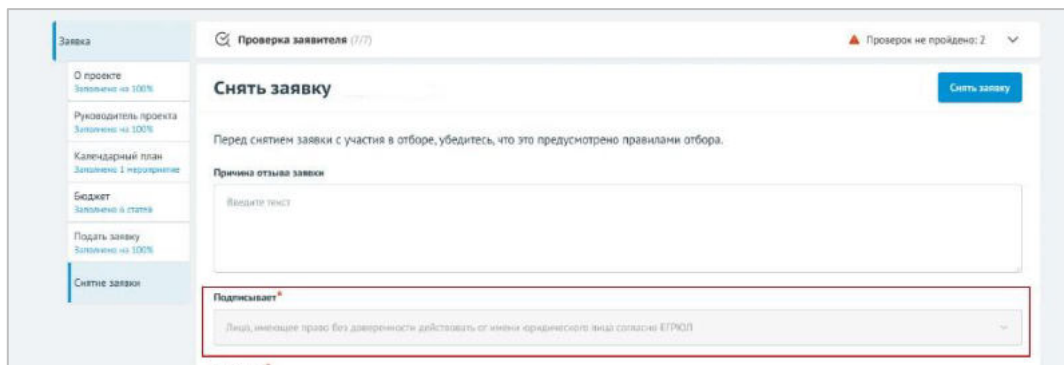 Заявка
Проверка заявителя (7/7)
Проверок не пройдено: 2
О проекте
Заполнено на 100%
Снять заявку
Снять заявку
Руководитель проекта
Заполнено на 100%
Перед снятием заявки с участия в отборе, убедитесь, что это предусмотрено правилами отбора.
Календарный план
Заполнено 1 мероприятие
Причина отзыва заявки
Бюджет
Заполнено 6 статей
Введите текст
Подать заявку
Заполнено на 100%
Снятие заявки
Подписывает*
Лицо, имеющее право без доверенности действовать от имени юридического лица согласно ЕГРЮЛ